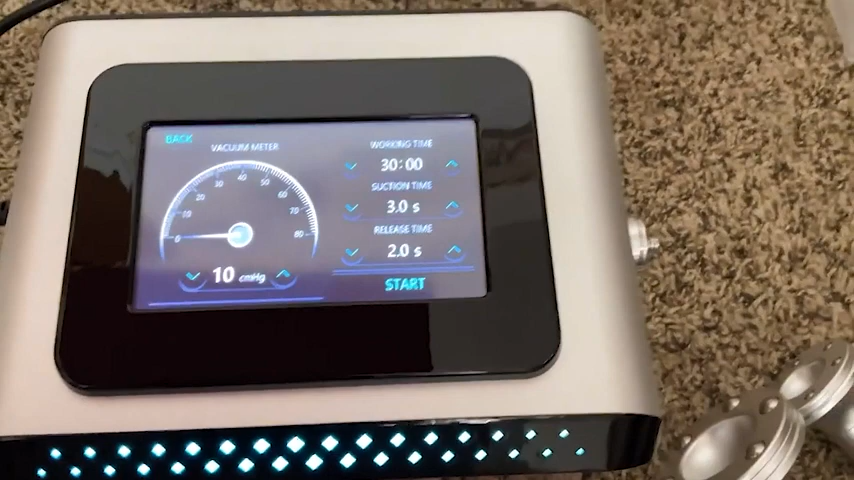 BACK
VACUUM METER
0
10
20
30
40
50
60
70
80
10 cmHg
WORKING TIME
30:00
SUCTION TIME
3.0 s
RELEASE TIME
2.0 s
START